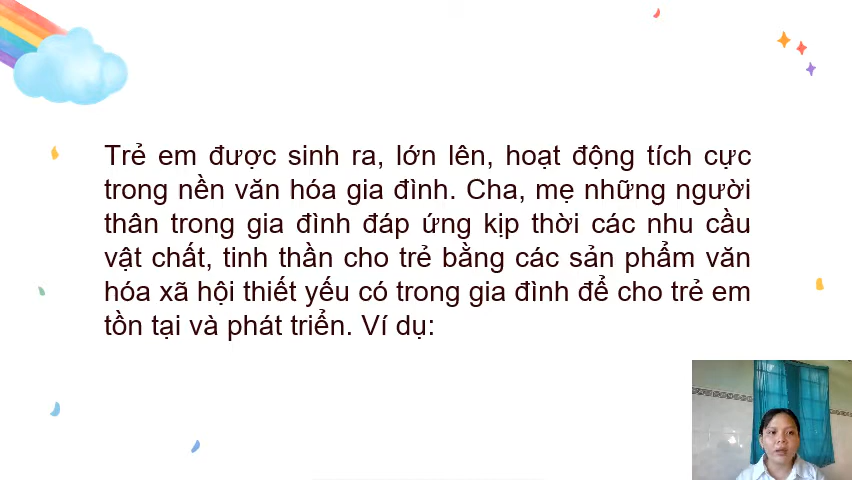 Trẻ em được sinh ra, lớn lên, hoạt động tích cực
trong nền văn hóa gia đình. Cha, mẹ những người
thân trong gia đình đáp ứng kịp thời các nhu cầu
vật chất, tinh thần cho trẻ bằng các sản phẩm văn
hóa xã hội thiết yếu có trong gia đình để cho trẻ em
tồn tại và phát triển. Ví dụ: